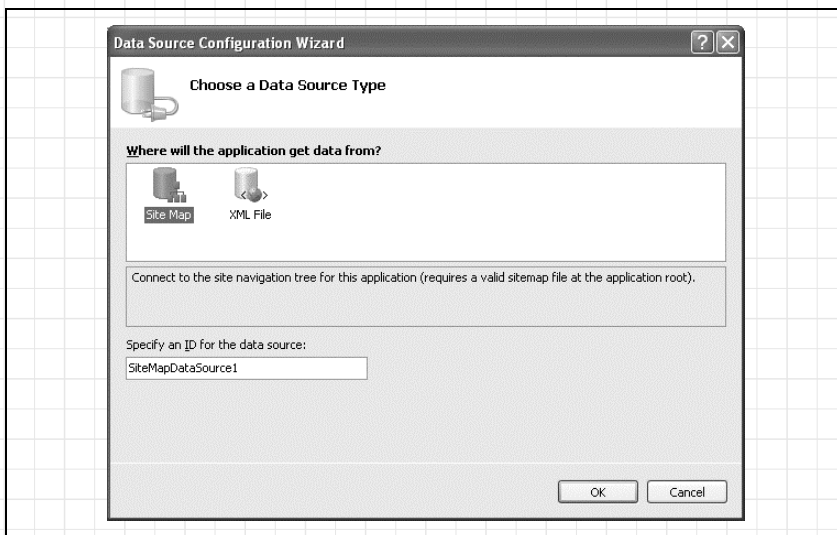 Data Source Configuration Wizard
Choose a Data Source Type
Where will the application get data from?
Site Map
XML File
Connect to the site navigation tree for this application (requires a valid sitemap file at the application root).
Specify an ID for the data source:
SiteMapDataSource1
OK
Cancel